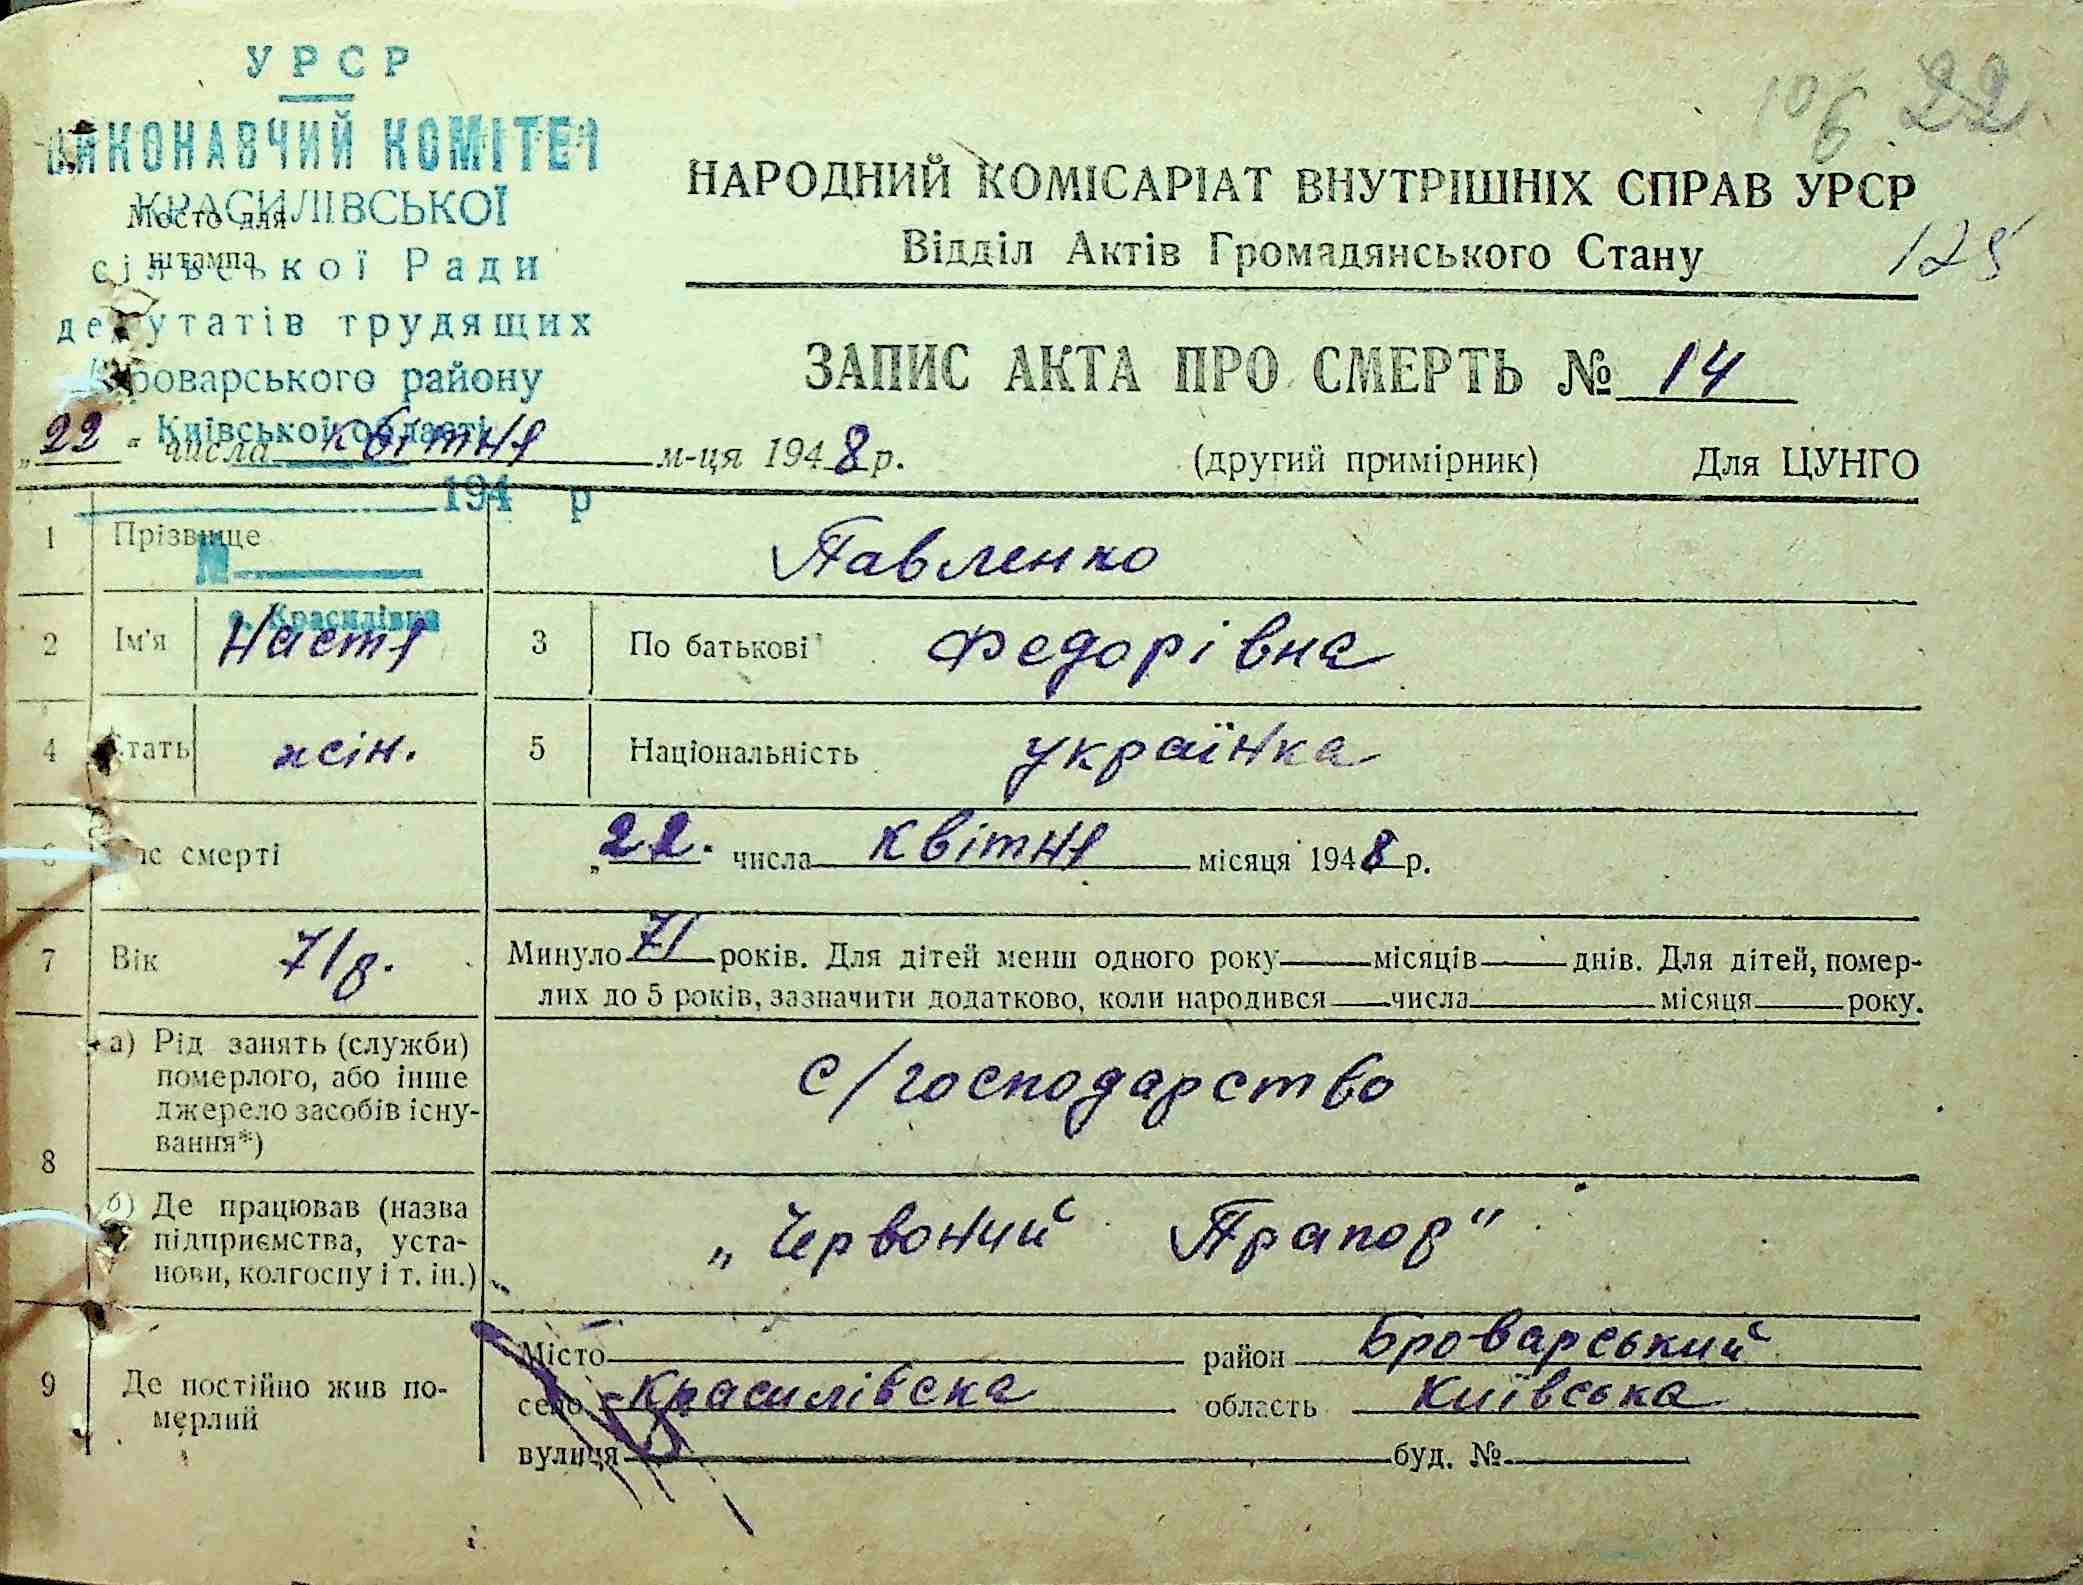 УРСР
ВИКОНАВЧИЙ КОМІТЕТ
КРАСИЛІВСЬКОЇ
Місто для
штампа
сільської Ради
депутатів трудящих
Броварського району
Київської області
194 р
№
с. Красилівка
106 22.
125
НАРОДНИЙ КОМІСАРІАТ ВНУТРІШНІХ СПРАВ УРСР
Відділ Актів Громадянського Стану
ЗАПИС АКТА ПРО СМЕРТЬ № 14
„22" числа квітня м-ця 1948 р. (другий примірник) Для ЦУНГО
1 Прізвище Павленко
2 Ім'я Настя 3 По батькові Федорівна
4 Стать жін. 5 Національність українка
6 Час смерті „22. числа квітня місяця 1948 р.
7 Вік 71 р. Минуло 71 років. Для дітей менш одного року місяців днів. Для дітей, помер-
лих до 5 років, зазначити додатково, коли народився числа місяця року.
8 а) Рід занять (служби)
померлого, або інше
джерело засобів існу-
вання*)
с/господарство
б) Де працював (назва
підприємства, уста-
нови, колгоспу і т. ін.)
„Червоний Прапор"
9 Де постійно жив по-
мерлий
Місто район Броварський
село Красилівска область Київська
вулиця буд. №